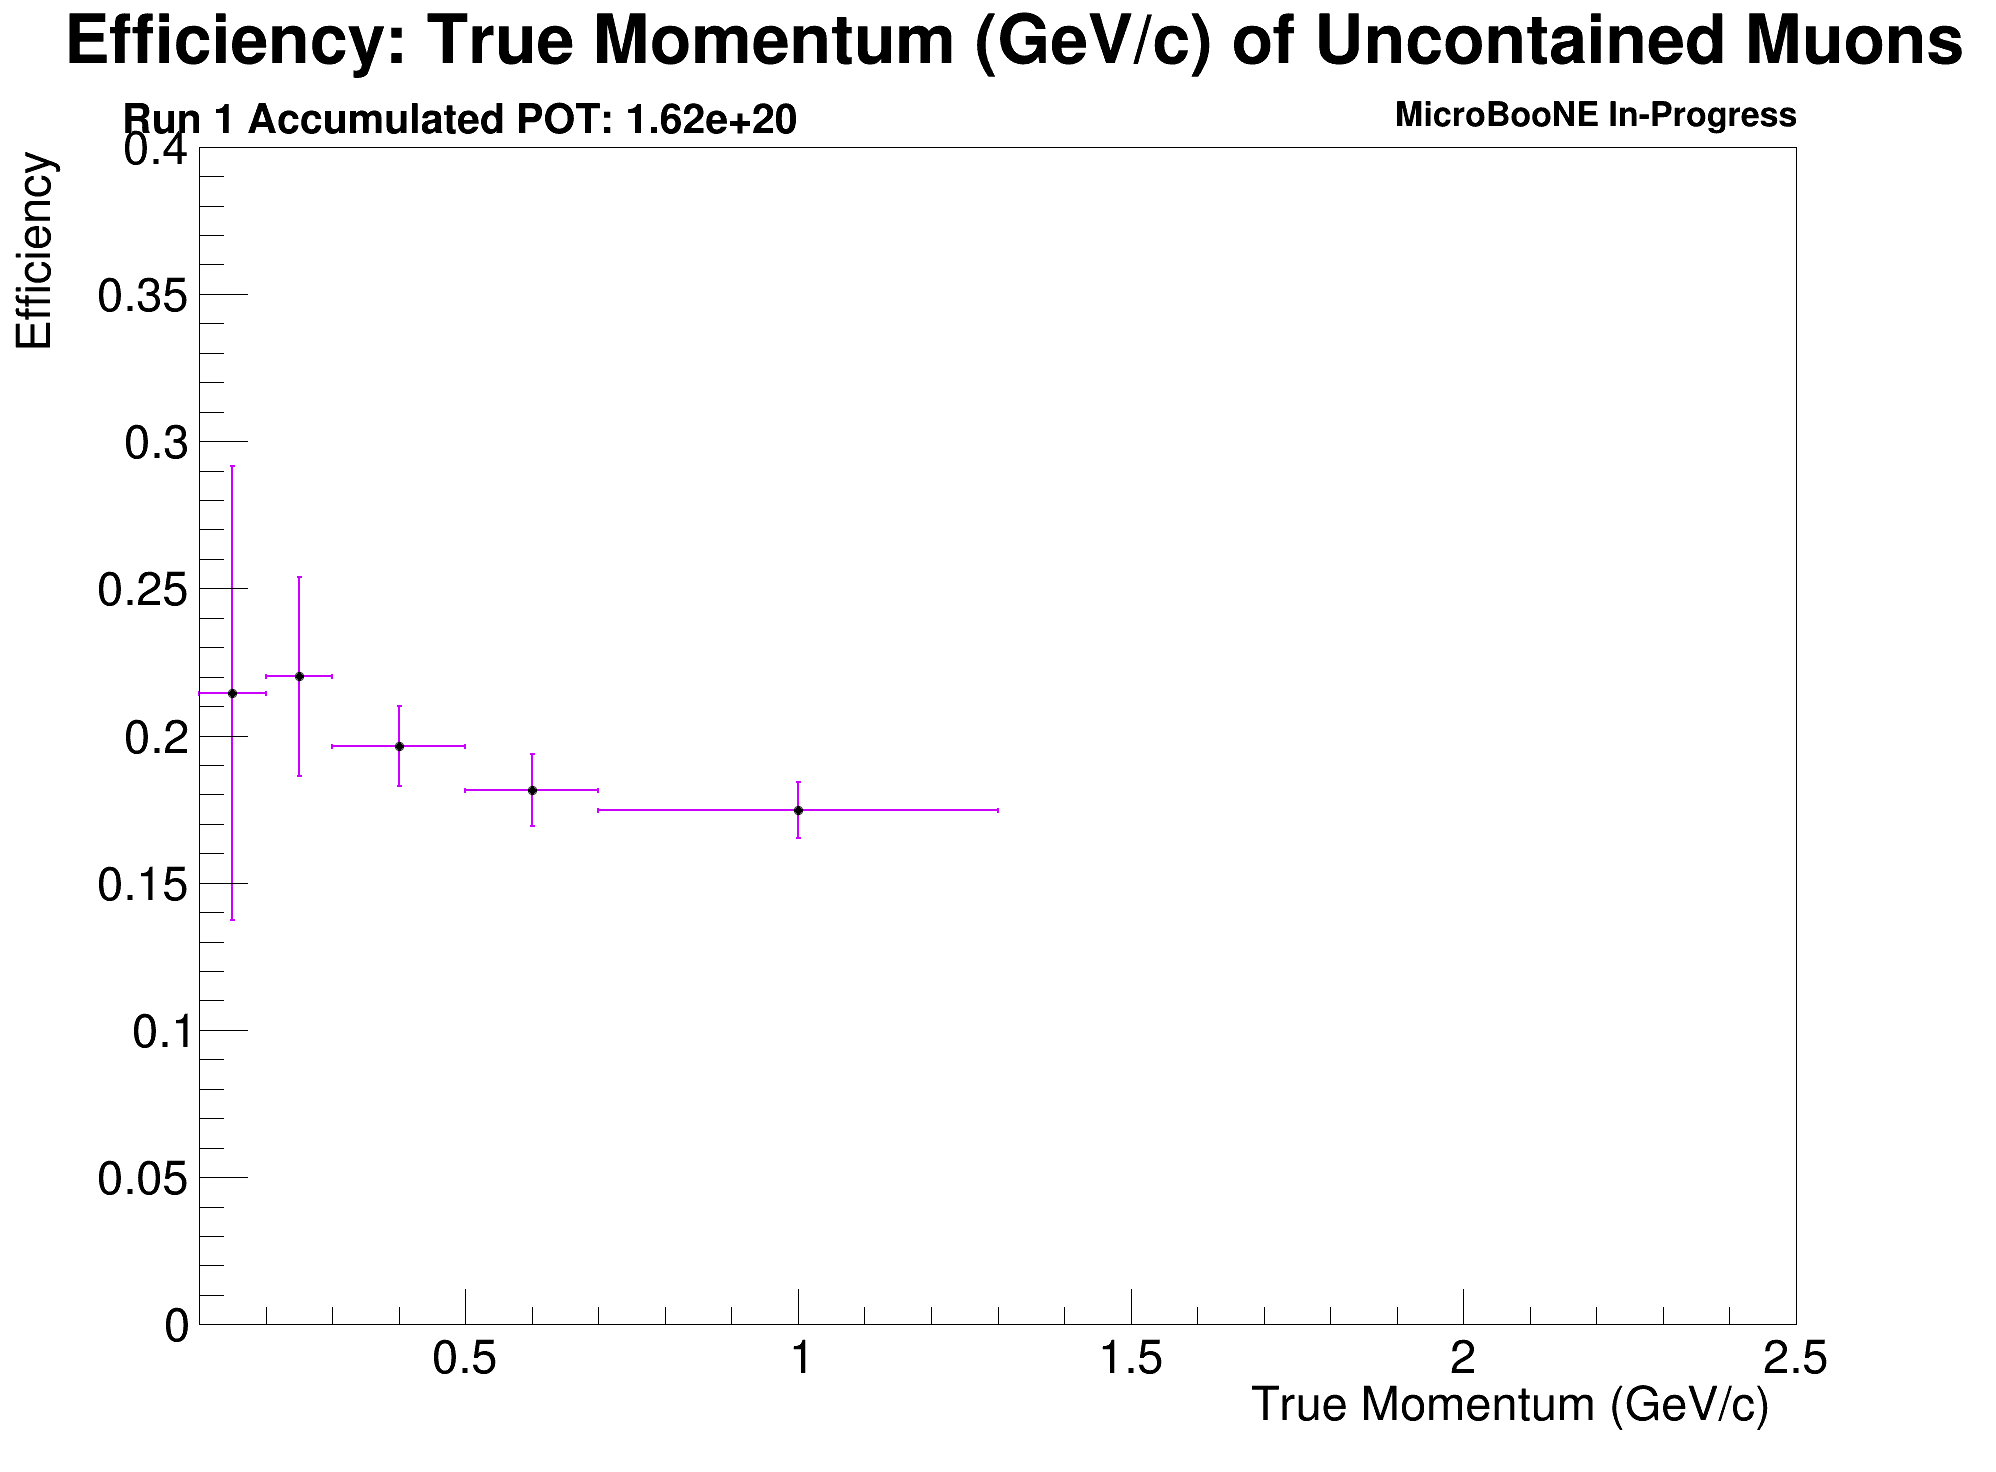 Efficiency: True Momentum (GeV/c) of Uncontained Muons
Run 1 Accumulated POT: 1.62e+20
MicroBooNE In-Progress
Efficiency
0.4
0.35
0.3
0.25
0.2
0.15
0.1
0.05
0
0.5 1 1.5 2 2.5
True Momentum (GeV/c)